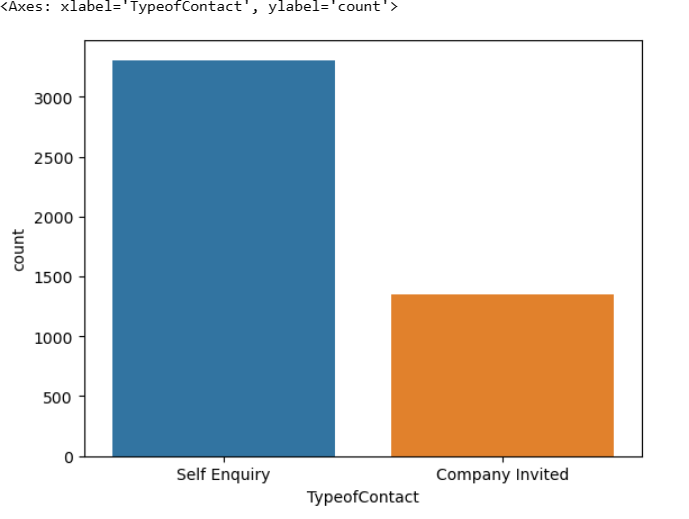 <Axes: xlabel='TypeofContact', ylabel='count'>
3000
2500
2000
1500
1000
500
0
count
Self Enquiry
Company Invited
TypeofContact